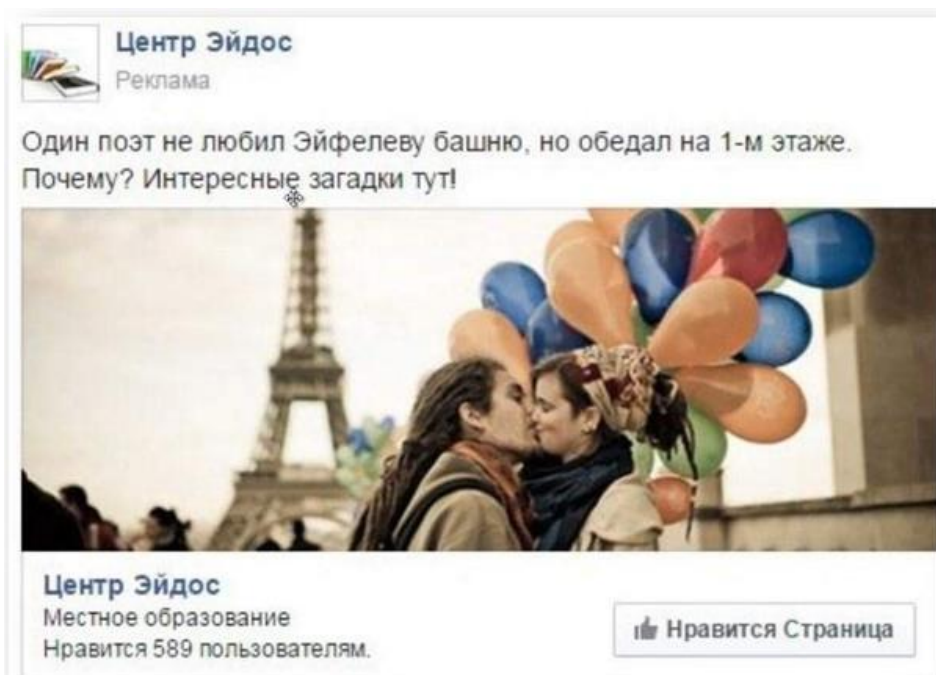 Центр Эйдос
Реклама
Один поэт не любил Эйфелеву башню, но обедал на 1-м этаже.
Почему? Интересные загадки тут!
Центр Эйдос
Местное образование
Нравится 589 пользователям.
Нравится Страница